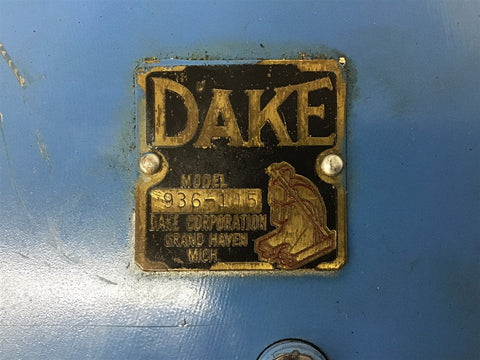 DAKE
MODEL
936-115
DAKE CORPORATION
GRAND HAVEN
MICH